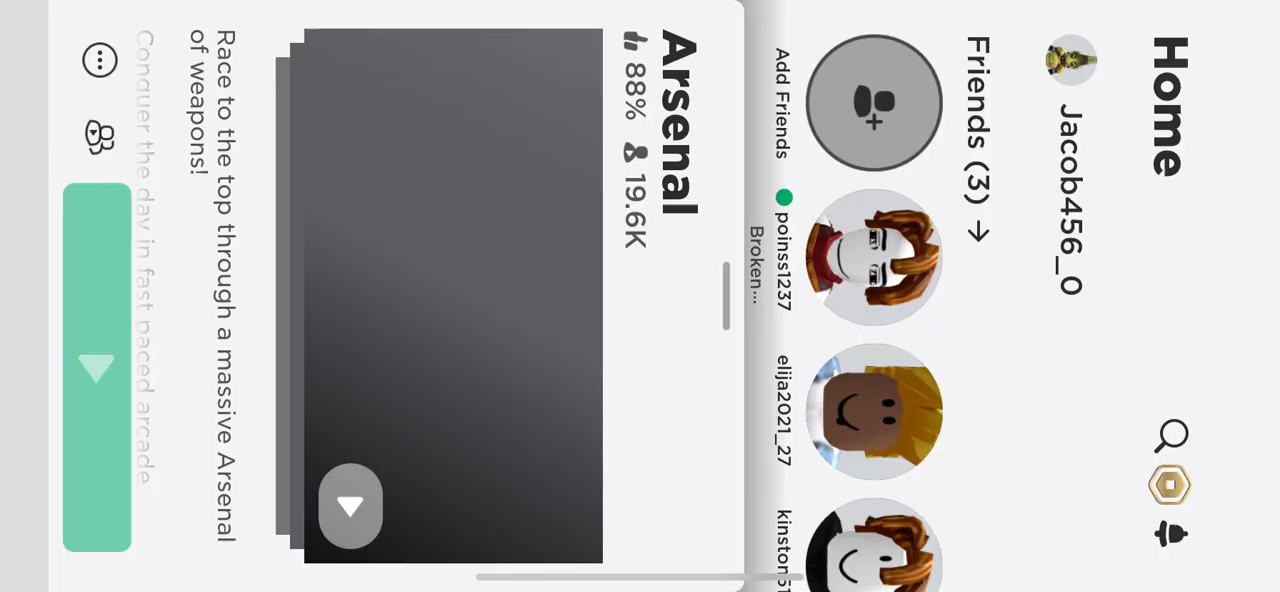 Home
Jacob456_0
Friends (3) →
Add Friends
poinss1237
elija2021_27
kinston51
Broken...
Arsenal
88% 19.6K
Race to the top through a massive Arsenal
of weapons!
Conquer the day in fast paced arcade